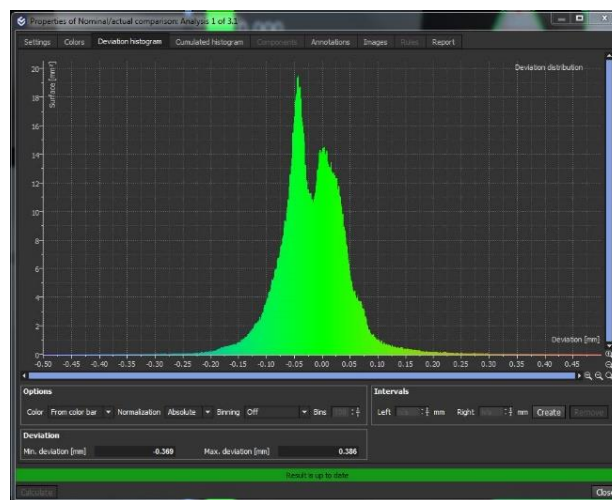 Properties of Nominal/actual comparison: Analysis 1 of 3.1
Settings Colors Deviation histogram Cumulated histogram Components Annotations Images Rules Report
Deviation distribution
Surface [mm²]
20
18
16
14
12
10
8
6
4
2
0
Deviation [mm]
-0.50 -0.45 -0.40 -0.35 -0.30 -0.25 -0.20 -0.15 -0.10 -0.05 0.00 0.05 0.10 0.15 0.20 0.25 0.30 0.35 0.40 0.45
Options
Color From color bar Normalization Absolute Binning Off Bins
Intervals
Left mm Right mm Create Remove
Deviation
Min. deviation [mm] -0.369 Max. deviation [mm] 0.386
Result is up to date
Calculate Close